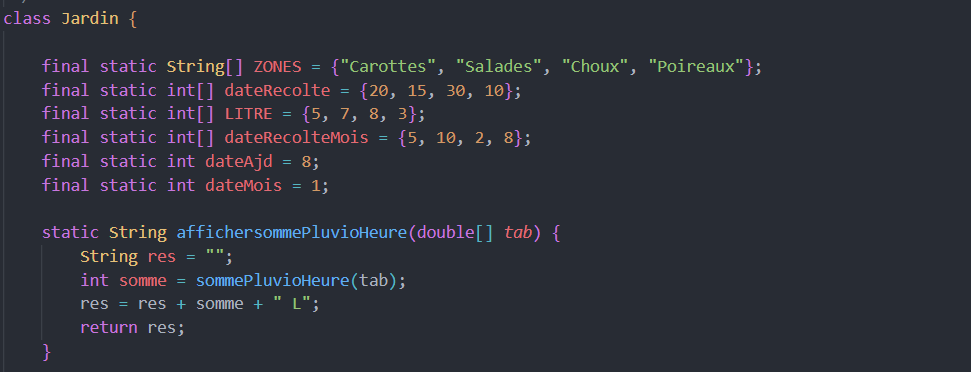 class Jardin {
final static String[] ZONES = {"Carottes", "Salades", "Choux", "Poireaux"};
final static int[] dateRecolte = {20, 15, 30, 10};
final static int[] LITRE = {5, 7, 8, 3};
final static int[] dateRecolteMois = {5, 10, 2, 8};
final static int dateAjd = 8;
final static int dateMois = 1;
static String affichersommePluvioHeure(double[] tab) {
String res = "";
int somme = sommePluvioHeure(tab);
res = res + somme + " L";
return res;
}